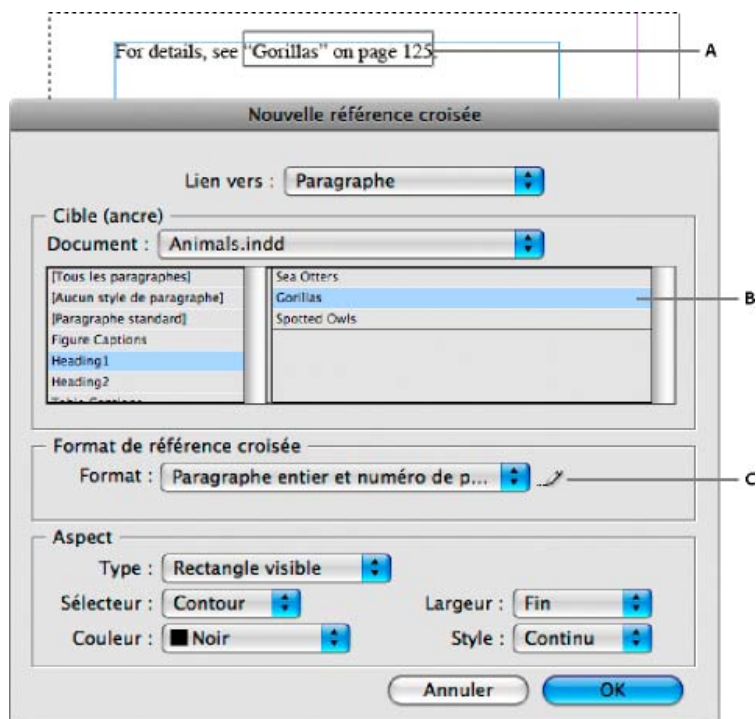 For details, see “Gorillas” on page 125.
A
Nouvelle référence croisée
Lien vers : Paragraphe
Cible (ancre)
Document : Animals.indd
[Tous les paragraphes]
[Aucun style de paragraphe]
[Paragraphe standard]
Figure Captions
Heading1
Heading2
Table Captions
Sea Otters
Gorillas
Spotted Owls
B
Format de référence croisée
Format : Paragraphe entier et numéro de p...
C
Aspect
Type : Rectangle visible
Sélecteur : Contour
Largeur : Fin
Couleur : Noir
Style : Continu
Annuler
OK